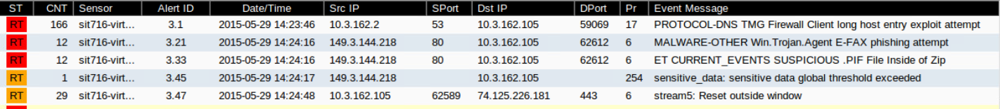 ST CNT Sensor Alert ID Date/Time Src IP SPort Dst IP DPort Pr Event Message
RT 166 sit716-virt... 3.1 2015-05-29 14:23:46 10.3.162.2 53 10.3.162.105 59069 17 PROTOCOL-DNS TMG Firewall Client long host entry exploit attempt
RT 12 sit716-virt... 3.21 2015-05-29 14:24:16 149.3.144.218 80 10.3.162.105 62612 6 MALWARE-OTHER Win.Trojan.Agent E-FAX phishing attempt
RT 12 sit716-virt... 3.33 2015-05-29 14:24:16 149.3.144.218 80 10.3.162.105 62612 6 ET CURRENT_EVENTS SUSPICIOUS .PIF File Inside of Zip
RT 1 sit716-virt... 3.45 2015-05-29 14:24:17 149.3.144.218 10.3.162.105 254 sensitive_data: sensitive data global threshold exceeded
RT 29 sit716-virt... 3.47 2015-05-29 14:24:48 10.3.162.105 62589 74.125.226.181 443 6 stream5: Reset outside window